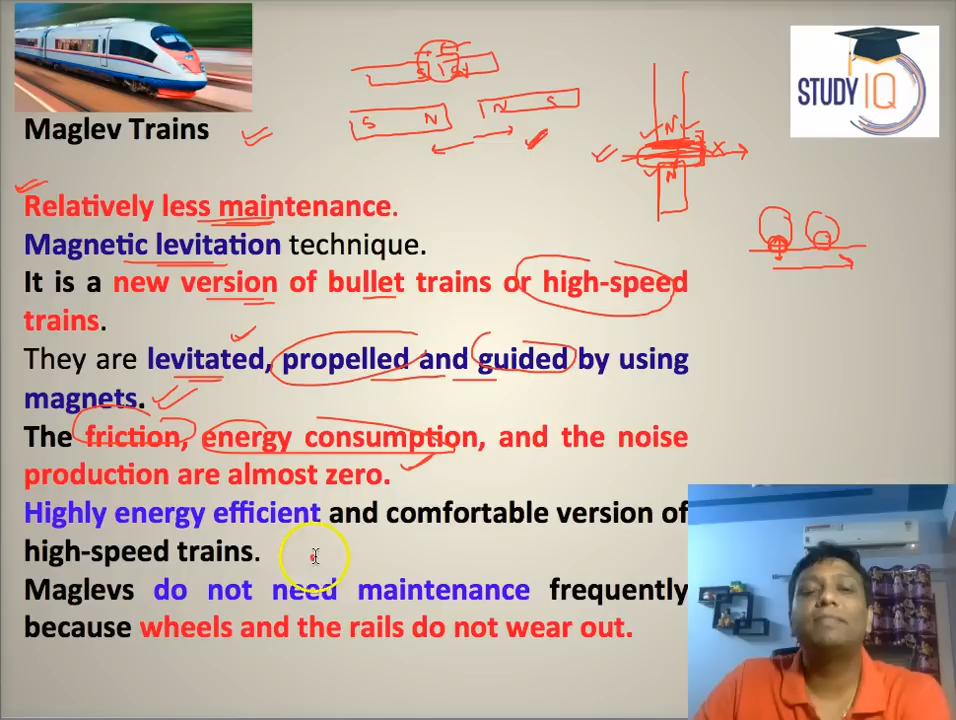 STUDY IQ
Maglev Trains
Relatively less maintenance.
Magnetic levitation technique.
It is a new version of bullet trains or high-speed
trains.
They are levitated, propelled and guided by using
magnets.
The friction, energy consumption, and the noise
production are almost zero.
Highly energy efficient and comfortable version of
high-speed trains.
Maglevs do not need maintenance frequently
because wheels and the rails do not wear out.
S N
N S
N
N